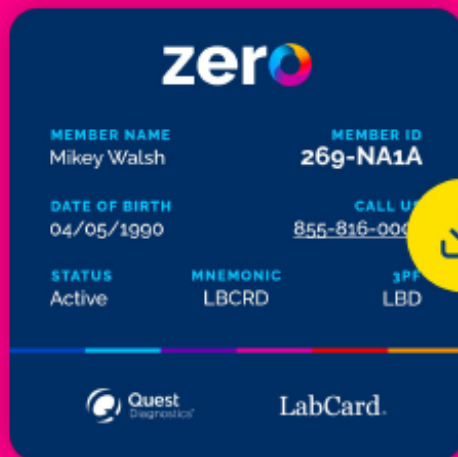 zero
MEMBER NAME MEMBER ID
Mikey Walsh 269-NA1A
DATE OF BIRTH CALL
04/05/1990
STATUS MNEMONIC
Active LBCRD LBD
Quest
Diagnostics®
LabCard®